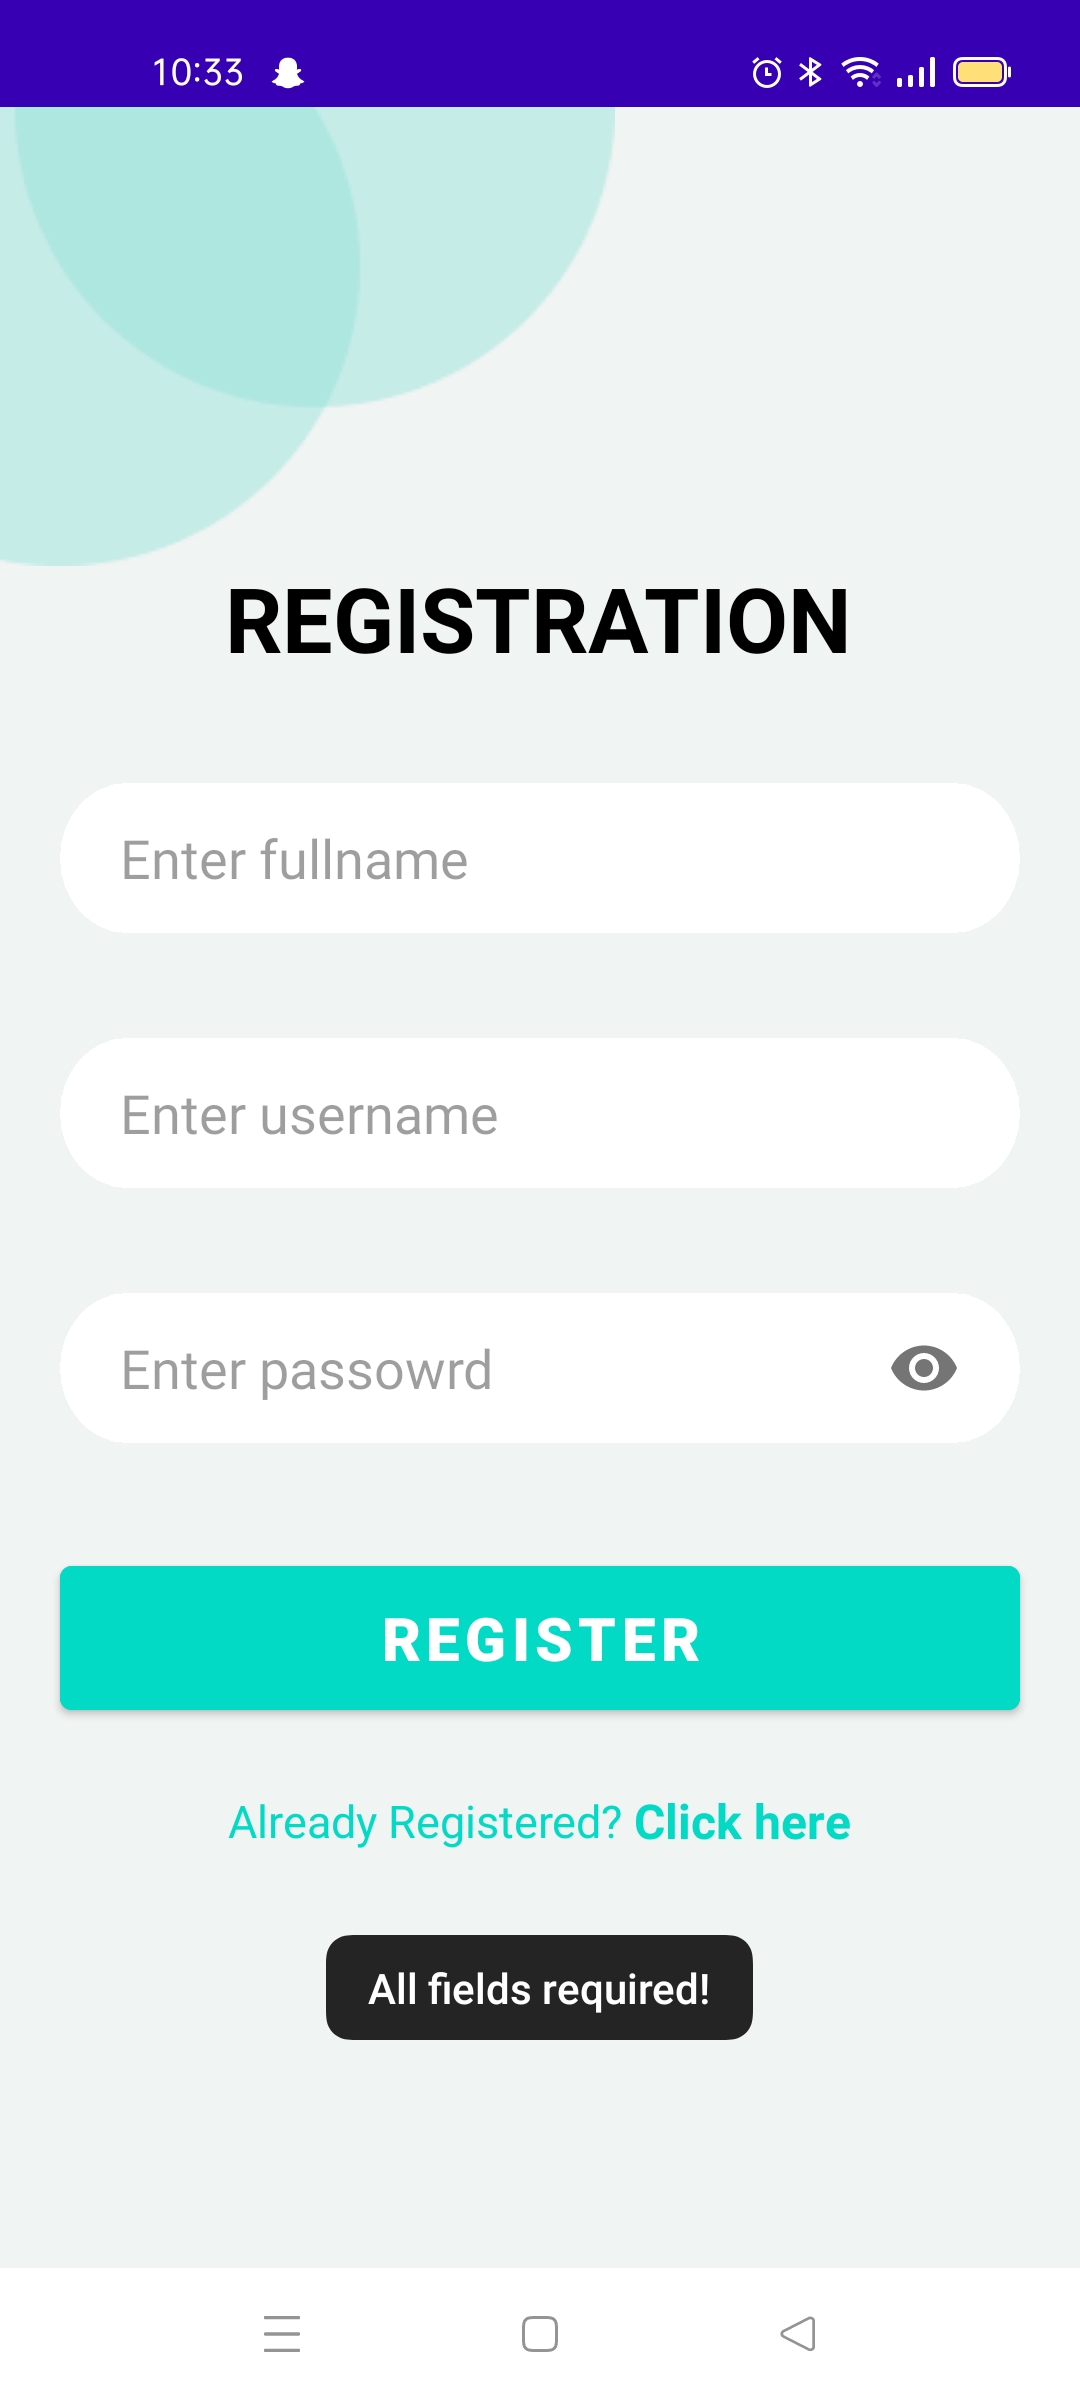 10:33
REGISTRATION
Enter fullname
Enter username
Enter passowrd
REGISTER
Already Registered? Click here
All fields required!